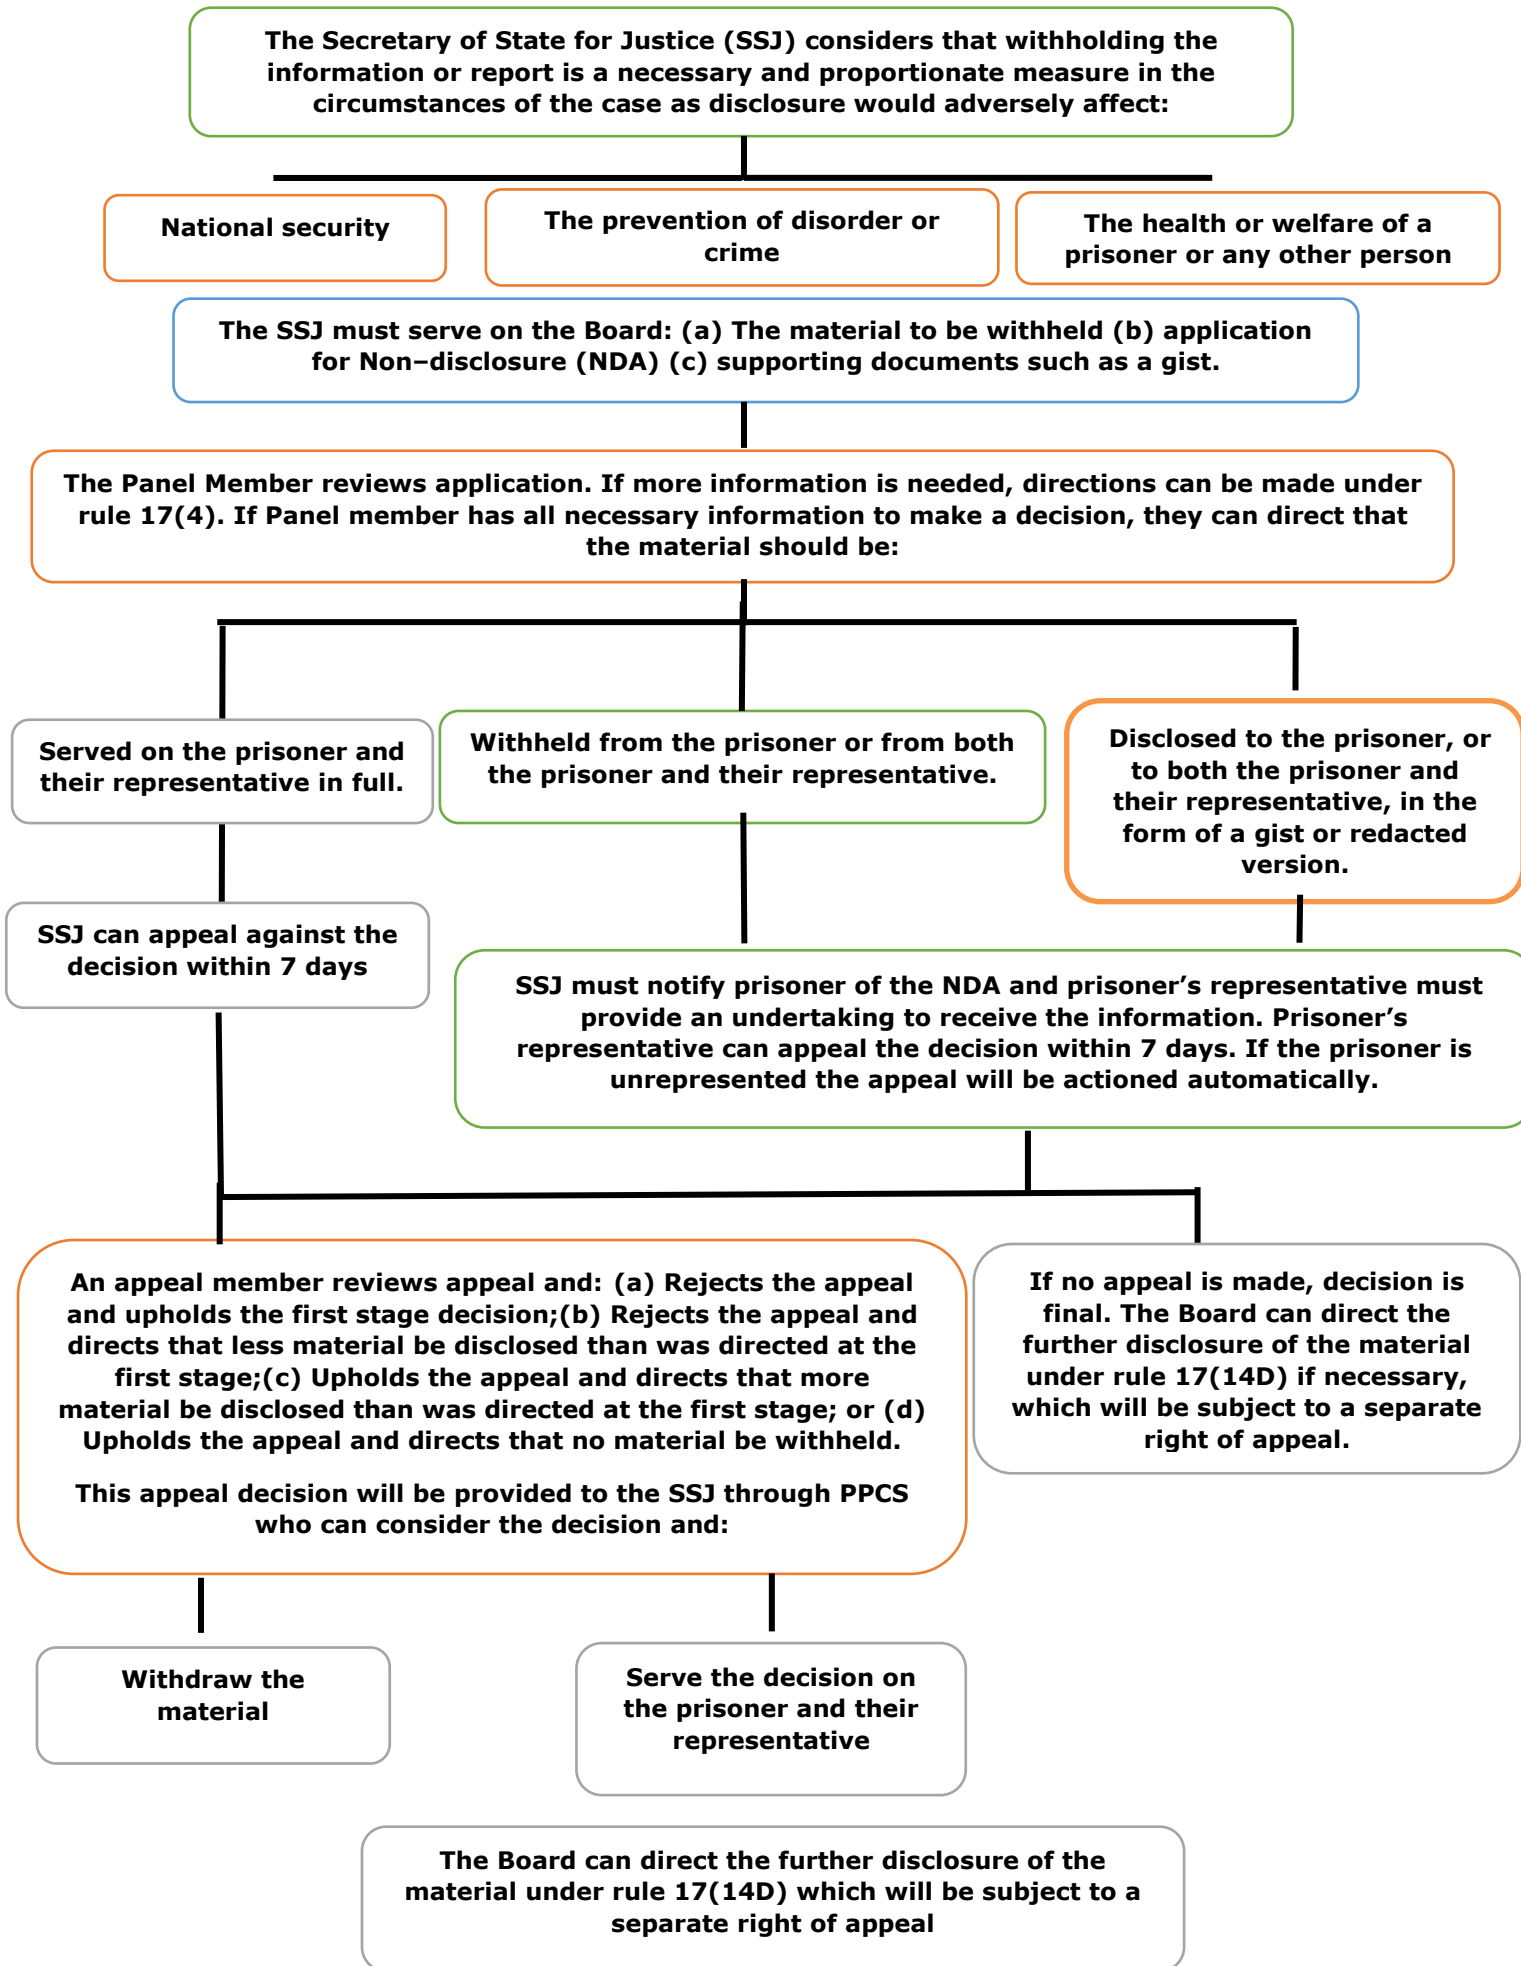 The Secretary of State for Justice (SSJ) considers that withholding the
information or report is a necessary and proportionate measure in the
circumstances of the case as disclosure would adversely affect:
National security
The prevention of disorder or
crime
The health or welfare of a
prisoner or any other person
The SSJ must serve on the Board: (a) The material to be withheld (b) application
for Non–disclosure (NDA) (c) supporting documents such as a gist.
The Panel Member reviews application. If more information is needed, directions can be made under
rule 17(4). If Panel member has all necessary information to make a decision, they can direct that
the material should be:
Served on the prisoner and
their representative in full.
Withheld from the prisoner or from both
the prisoner and their representative.
Disclosed to the prisoner, or
to both the prisoner and
their representative, in the
form of a gist or redacted
version.
SSJ can appeal against the
decision within 7 days
SSJ must notify prisoner of the NDA and prisoner’s representative must
provide an undertaking to receive the information. Prisoner’s
representative can appeal the decision within 7 days. If the prisoner is
unrepresented the appeal will be actioned automatically.
An appeal member reviews appeal and: (a) Rejects the appeal
and upholds the first stage decision;(b) Rejects the appeal and
directs that less material be disclosed than was directed at the
first stage;(c) Upholds the appeal and directs that more
material be disclosed than was directed at the first stage; or (d)
Upholds the appeal and directs that no material be withheld.
This appeal decision will be provided to the SSJ through PPCS
who can consider the decision and:
If no appeal is made, decision is
final. The Board can direct the
further disclosure of the material
under rule 17(14D) if necessary,
which will be subject to a separate
right of appeal.
Withdraw the
material
Serve the decision on
the prisoner and their
representative
The Board can direct the further disclosure of the
material under rule 17(14D) which will be subject to a
separate right of appeal